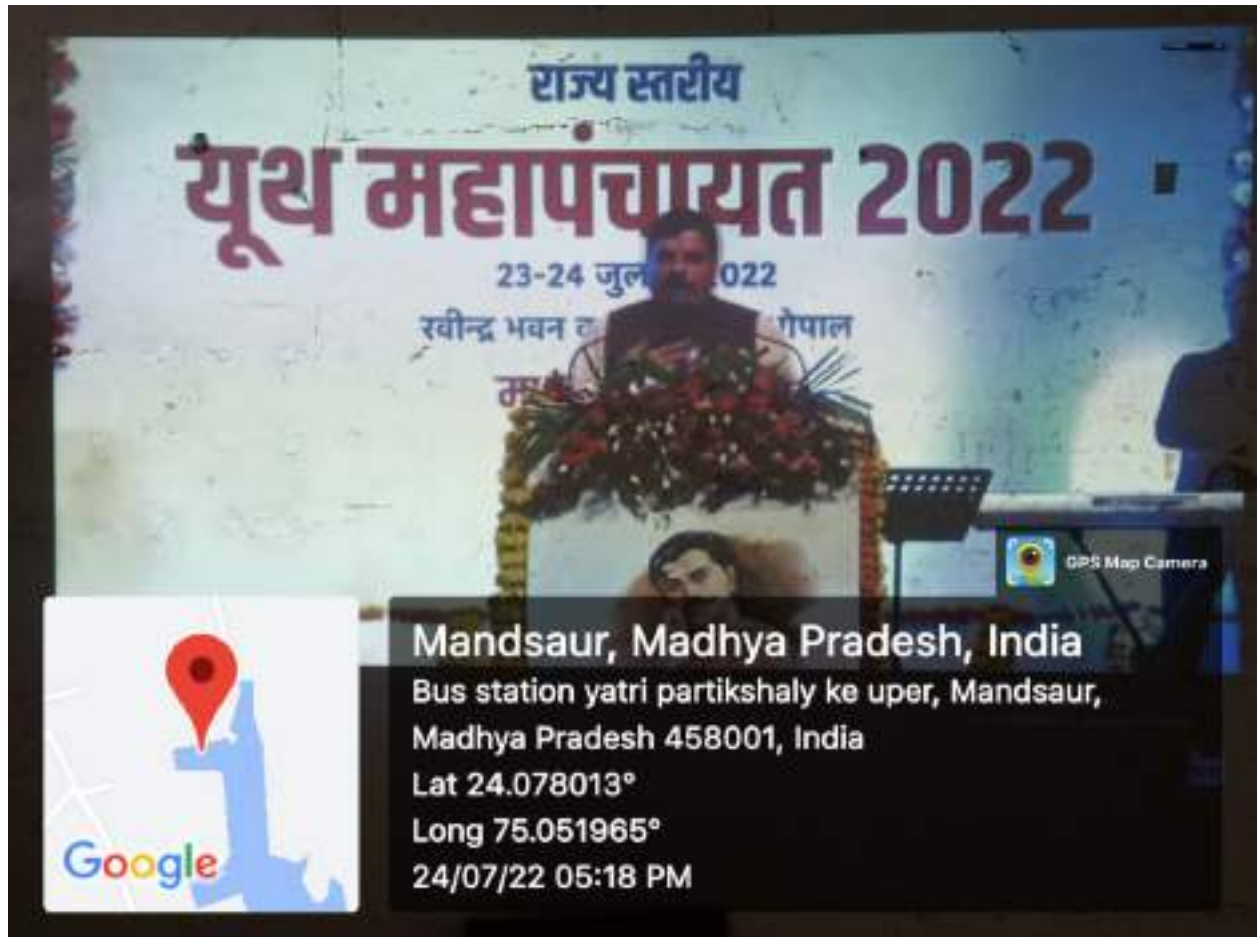 राज्य स्तरीय
यूथ महापंचायत 2022
23-24 2022
रवीन्द्र भवन
GPS Map Camera
Mandsaur, Madhya Pradesh, India
Bus station yatri partikshaly ke uper, Mandsaur,
Madhya Pradesh 458001, India
Lat 24.078013°
Long 75.051965°
24/07/22 05:18 PM
Google